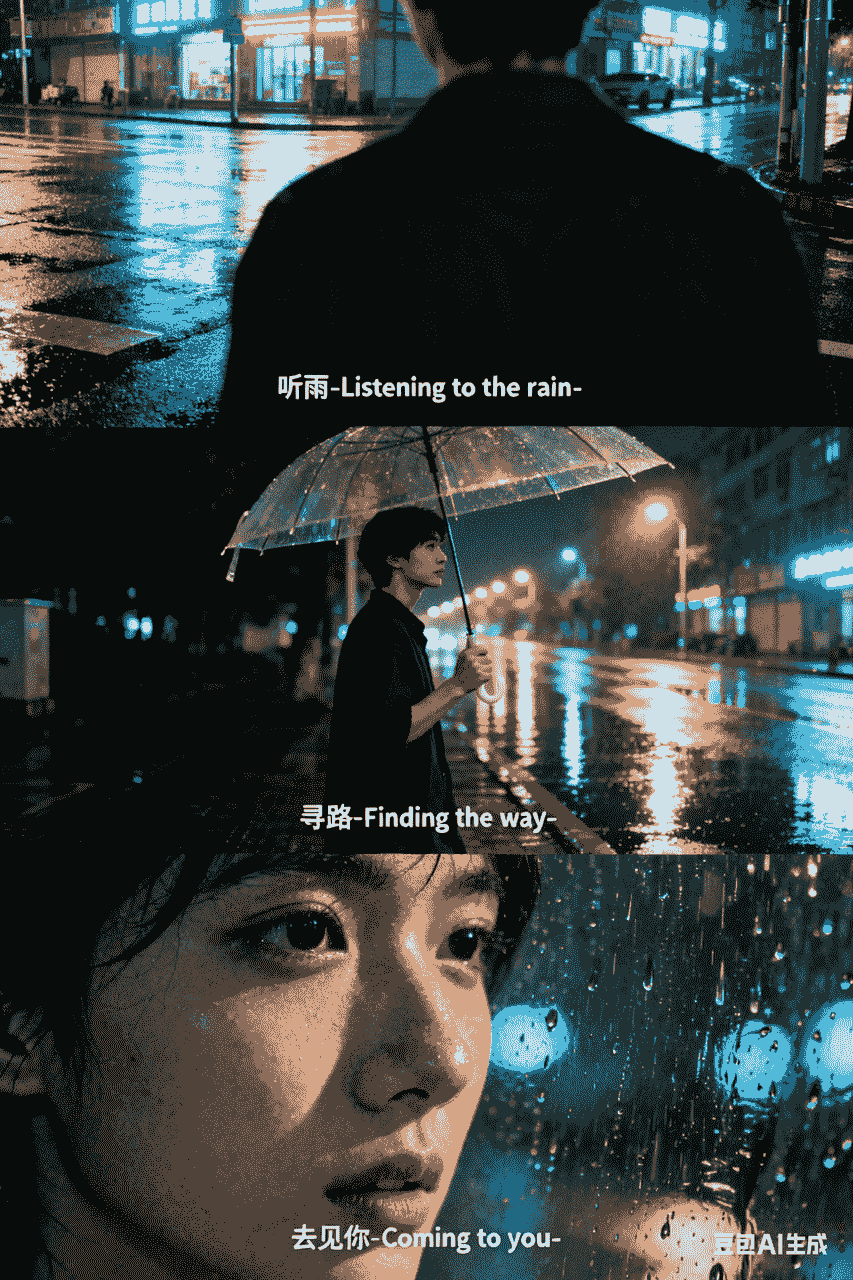 听雨-Listening to the rain-
寻路-Finding the way-
去见你-Coming to you-
豆包AI生成